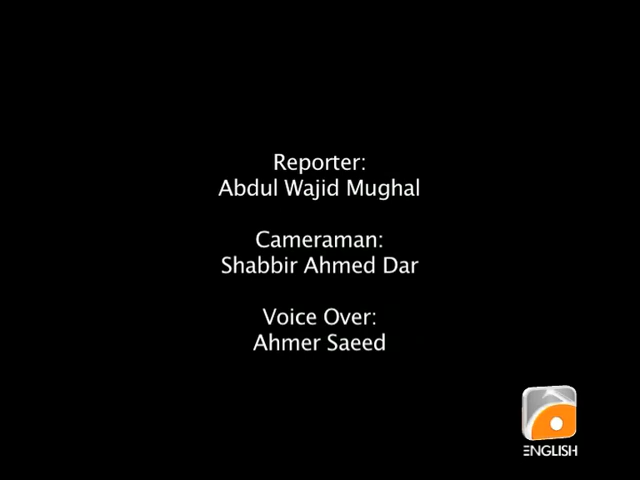 Reporter:
Abdul Wajid Mughal
Cameraman:
Shabbir Ahmed Dar
Voice Over:
Ahmer Saeed
ENGLISH